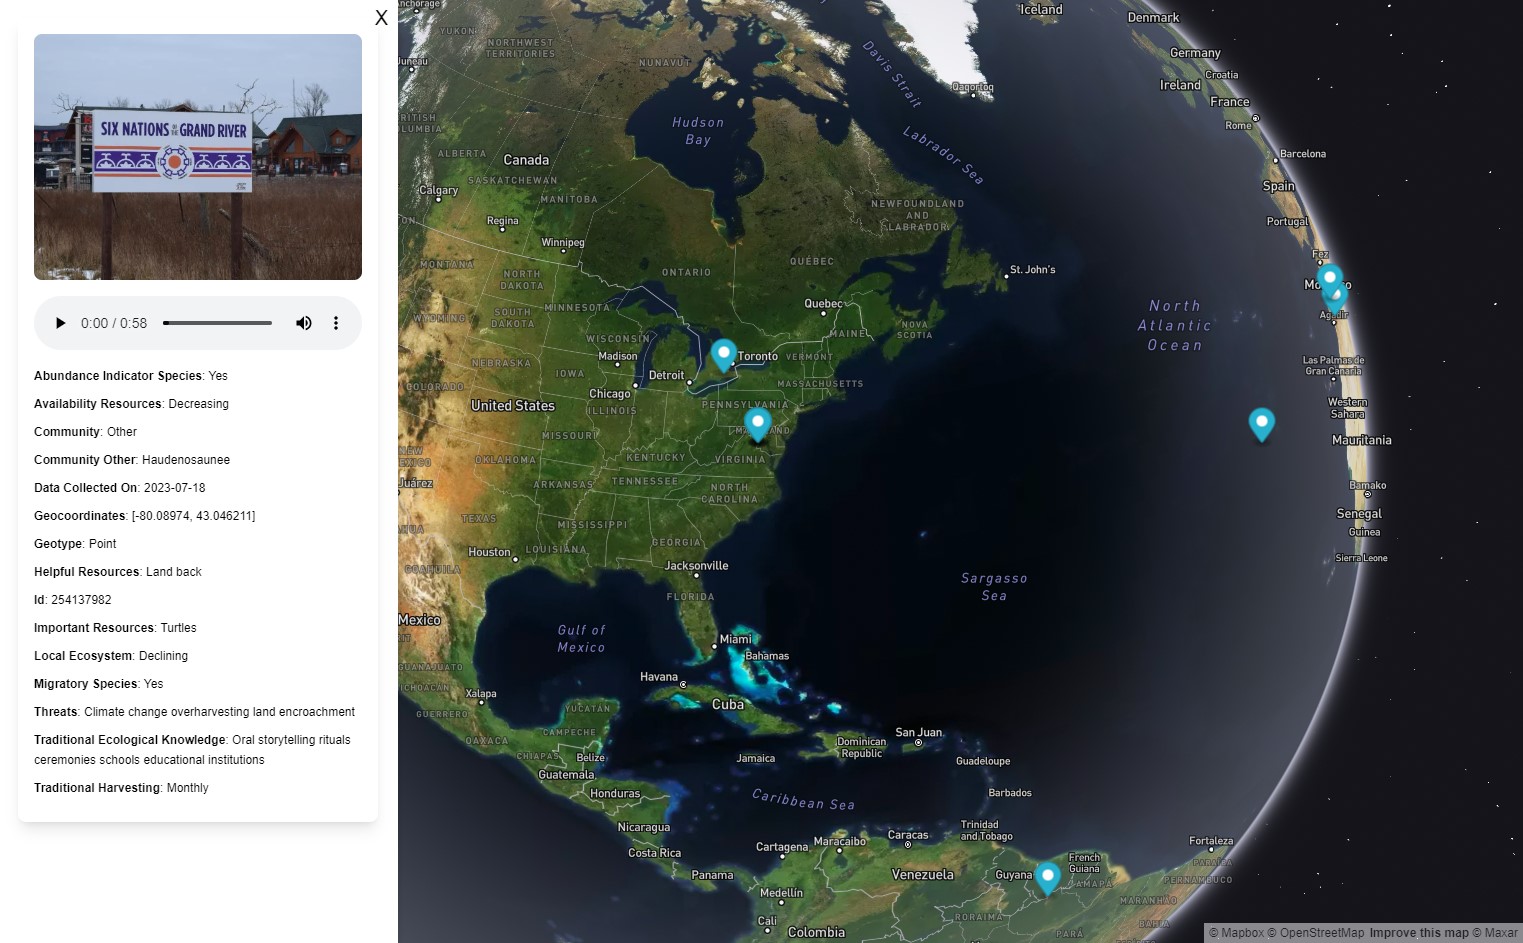 X
SIX NATIONS OF THE GRAND RIVER
0:00 / 0:58
Abundance Indicator Species: Yes
Availability Resources: Decreasing
Community: Other
Community Other: Haudenosaunee
Data Collected On: 2023-07-18
Geocoordinates: [-80.08974, 43.046211]
Geotype: Point
Helpful Resources: Land back
Id: 254137982
Important Resources: Turtles
Local Ecosystem: Declining
Migratory Species: Yes
Threats: Climate change overharvesting land encroachment
Traditional Ecological Knowledge: Oral storytelling rituals
ceremonies schools educational institutions
Traditional Harvesting: Monthly
Anchorage
Iceland
Denmark
YUKON
NORTHWEST
TERRITORIES
Juneau
NUNAVUT
Davis Strait
Qaqortoq
Germany
Croatia
Ireland
France
Rome
Hudson
Bay
Labrador Sea
BRITISH
COLUMBIA
ALBERTA
Canada
SASKATCHEWAN
MANITOBA
Calgary
Regina
Winnipeg
NEWFOUNDLAND
AND
LABRADOR
Barcelona
Spain
Portugal
Fez
MONTANA
NORTH
DAKOTA
ONTARIO
QUÉBEC
St. John's
Quebec
MINNESOTA
SOUTH
DAKOTA
WYOMING
WISCONSIN
MAINE
NOVA
SCOTIA
North
Atlantic
Ocean
Madison
Toronto
VERMONT
NEBRASKA
IOWA
Detroit
MASSACHUSETTS
COLORADO
Chicago
United States
ILLINOIS
PENNSYLVANIA
Las Palmas de
Gran Canaria
Western
Sahara
MISSOURI
Mauritania
NEW
MEXICO
OKLAHOMA
KENTUCKY
VIRGINIA
Juárez
ARKANSAS
TENNESSEE
NORTH
CAROLINA
Bamako
Senegal
Guinea
Sierra Leone
TEXAS
MISSISSIPPI
GEORGIA
Houston
LOUISIANA
COAHUILA
Jacksonville
FLORIDA
Sargasso
Sea
Mexico
Gulf of
Mexico
Miami
Bahamas
GUANAJUATO
MICHOACÁN
Havana
Xalapa
YUCATÁN
Cuba
GUERRERO
CAMPECHE
OAXACA
CHIAPAS
Belize
San Juan
Dominican
Republic
Jamaica
Guadeloupe
Guatemala
Honduras
Caribbean Sea
Barbados
Nicaragua
Trinidad
and Tobago
Costa Rica
Cartagena
Maracaibo
Caracas
Fortaleza
Panama
Venezuela
Guyana
French
Guiana
AMAPÁ
PARAÍBA
PERNAMBUCO
Medellín
MARANHÃO
Cali
Colombia
RORAIMA
PARÁ
BAHIA
© Mapbox © OpenStreetMap Improve this map © Maxar